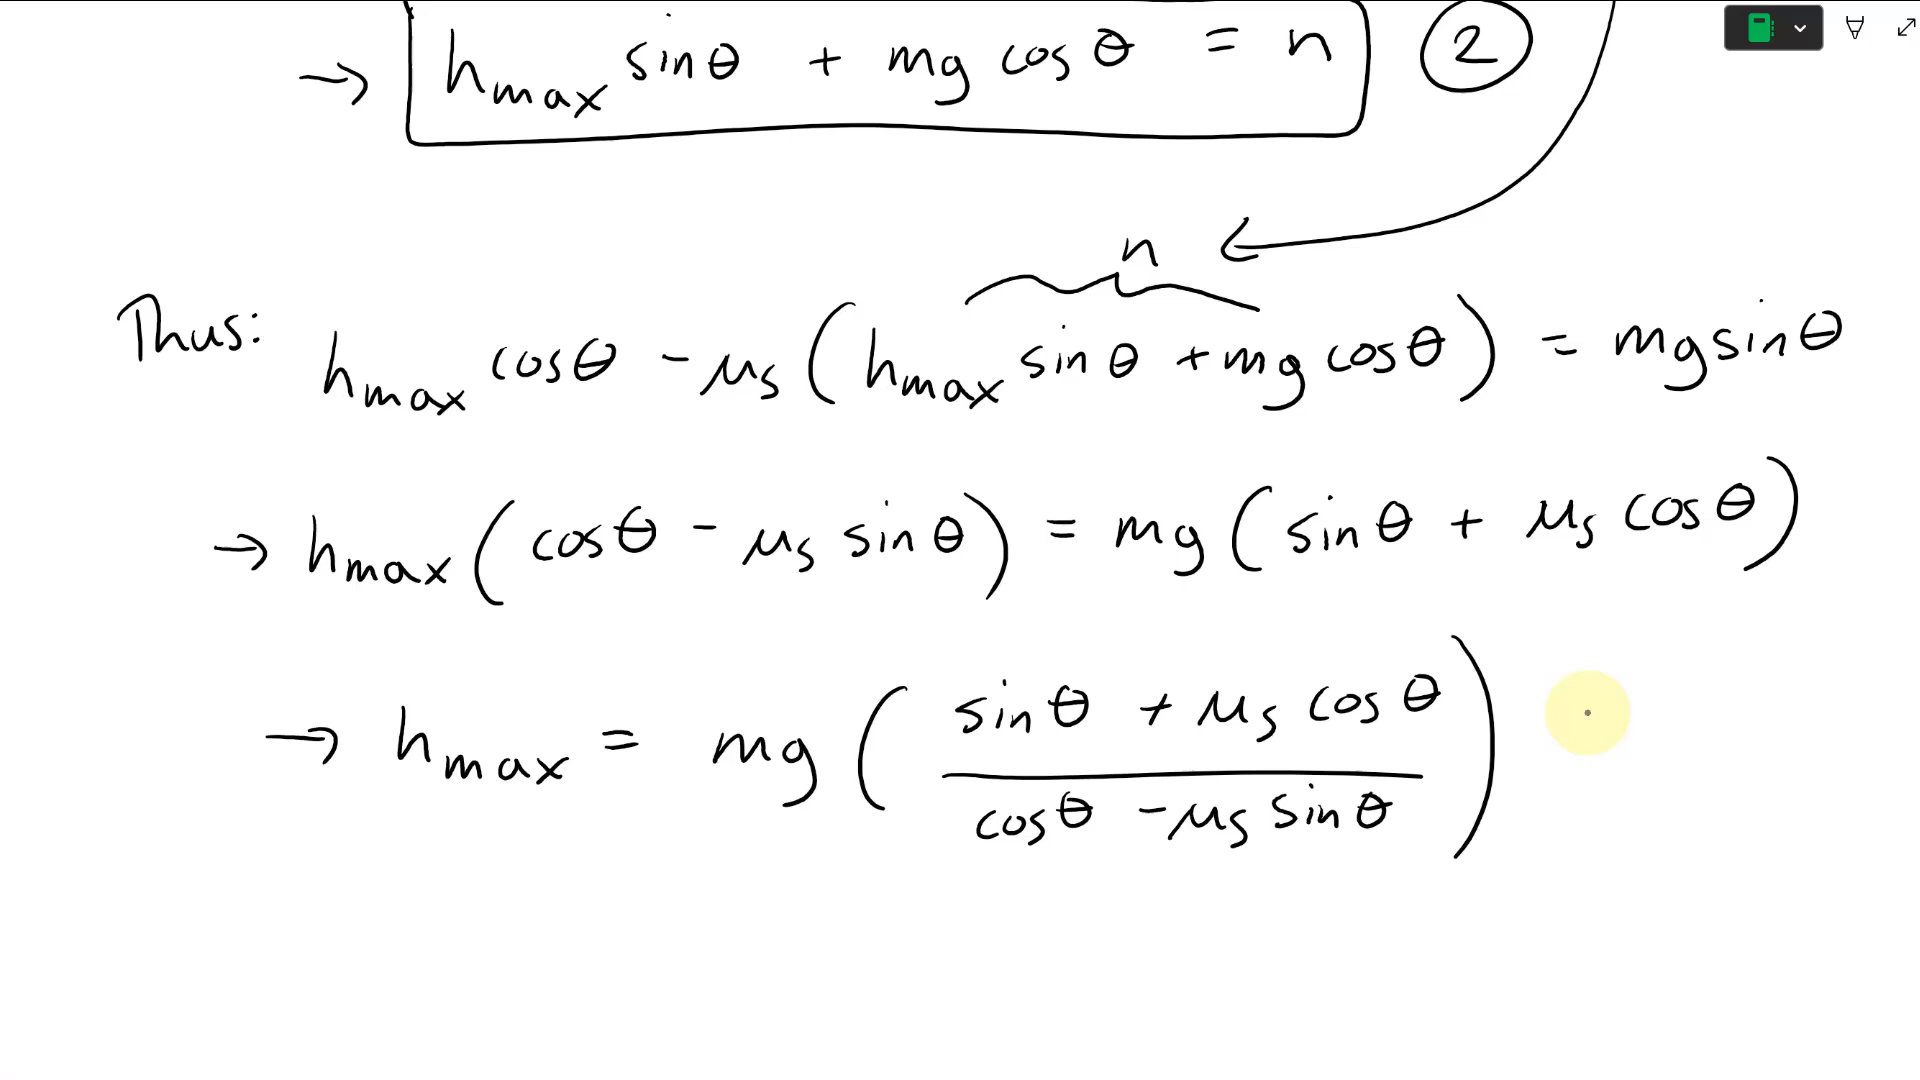 → h_max sinθ + mg cosθ = n ②
n
Thus: h_max cosθ - μ_s (h_max sinθ + mg cosθ) = mg sinθ
→ h_max (cosθ - μ_s sinθ) = mg (sinθ + μ_s cosθ)
→ h_max = mg ( sinθ + μ_s cosθ / cosθ - μ_s sinθ )